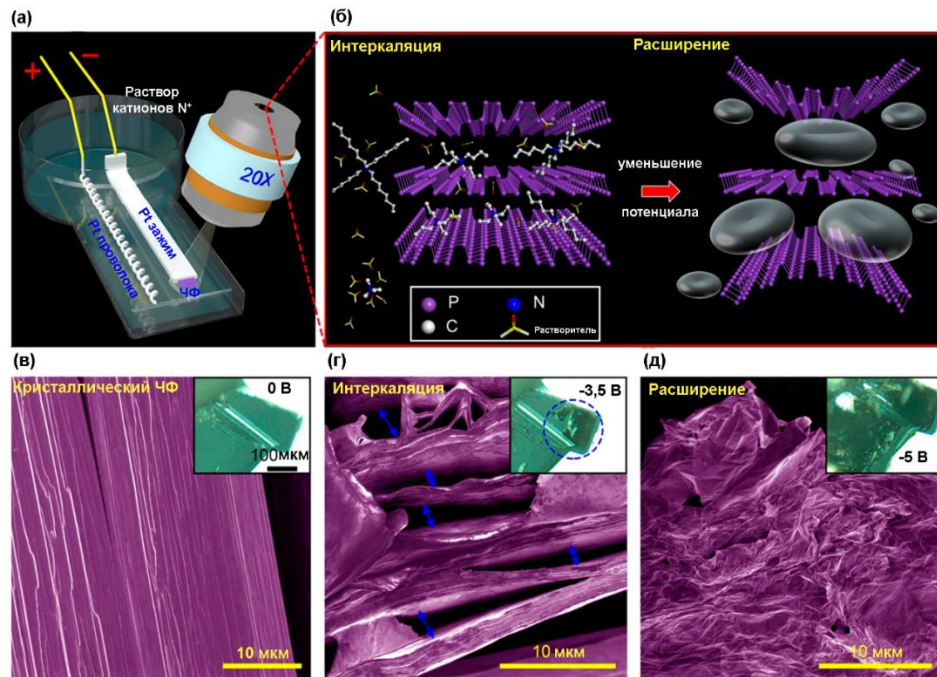 (а)
+
−
Раствор
катионов N⁺
20X
Pt зажим
Pt проволока
ЧФ
(б)
Интеркаляция
Расширение
уменьшение
потенциала
P
N
C
Растворитель
(в)
Кристаллический ЧФ
0 В
100мкм
10 мкм
(г)
Интеркаляция
-3,5 В
10 мкм
(д)
Расширение
-5 В
10 мкм